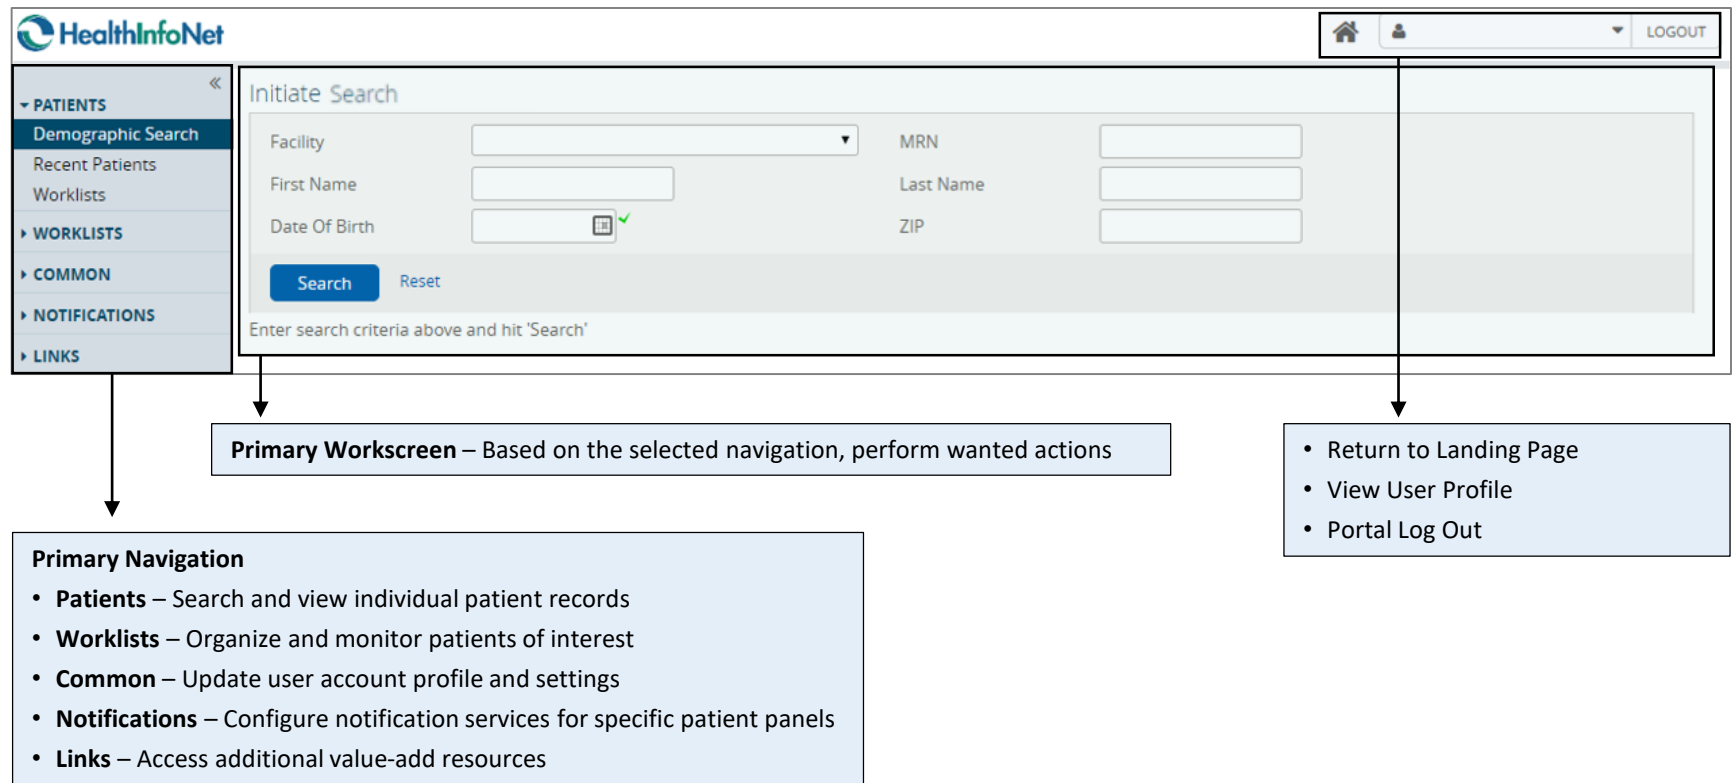 HealthInfoNet
LOGOUT
PATIENTS
Demographic Search
Recent Patients
Worklists
WORKLISTS
COMMON
NOTIFICATIONS
LINKS
Initiate Search
Facility
MRN
First Name
Last Name
Date Of Birth
ZIP
Search
Reset
Enter search criteria above and hit 'Search'
Primary Workscreen – Based on the selected navigation, perform wanted actions
• Return to Landing Page
• View User Profile
• Portal Log Out
Primary Navigation
• Patients – Search and view individual patient records
• Worklists – Organize and monitor patients of interest
• Common – Update user account profile and settings
• Notifications – Configure notification services for specific patient panels
• Links – Access additional value-add resources